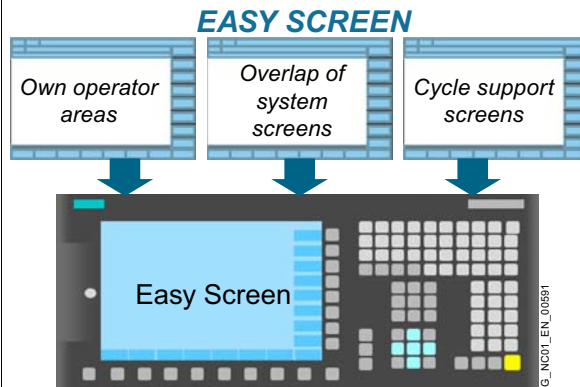 EASY SCREEN
Own operator
areas
Overlap of
system
screens
Cycle support
screens
Easy Screen
G_NC01_EN_00591